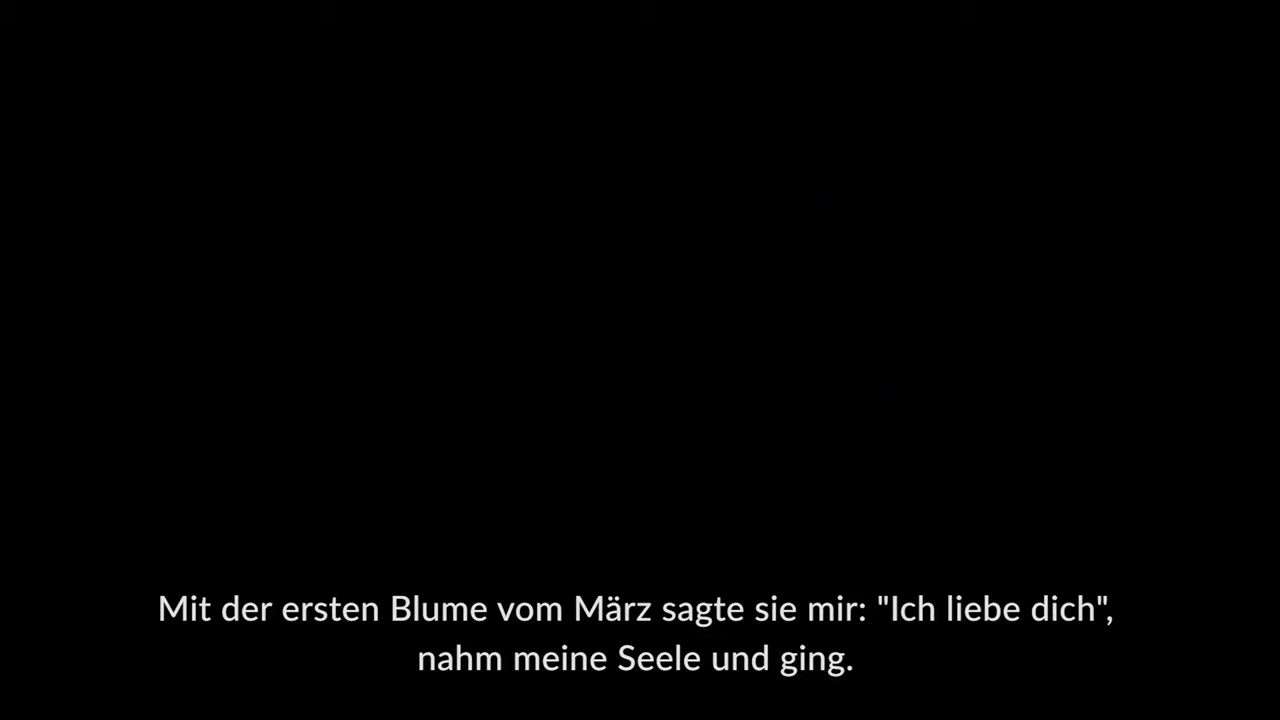 Mit der ersten Blume vom März sagte sie mir: "Ich liebe dich",
nahm meine Seele und ging.